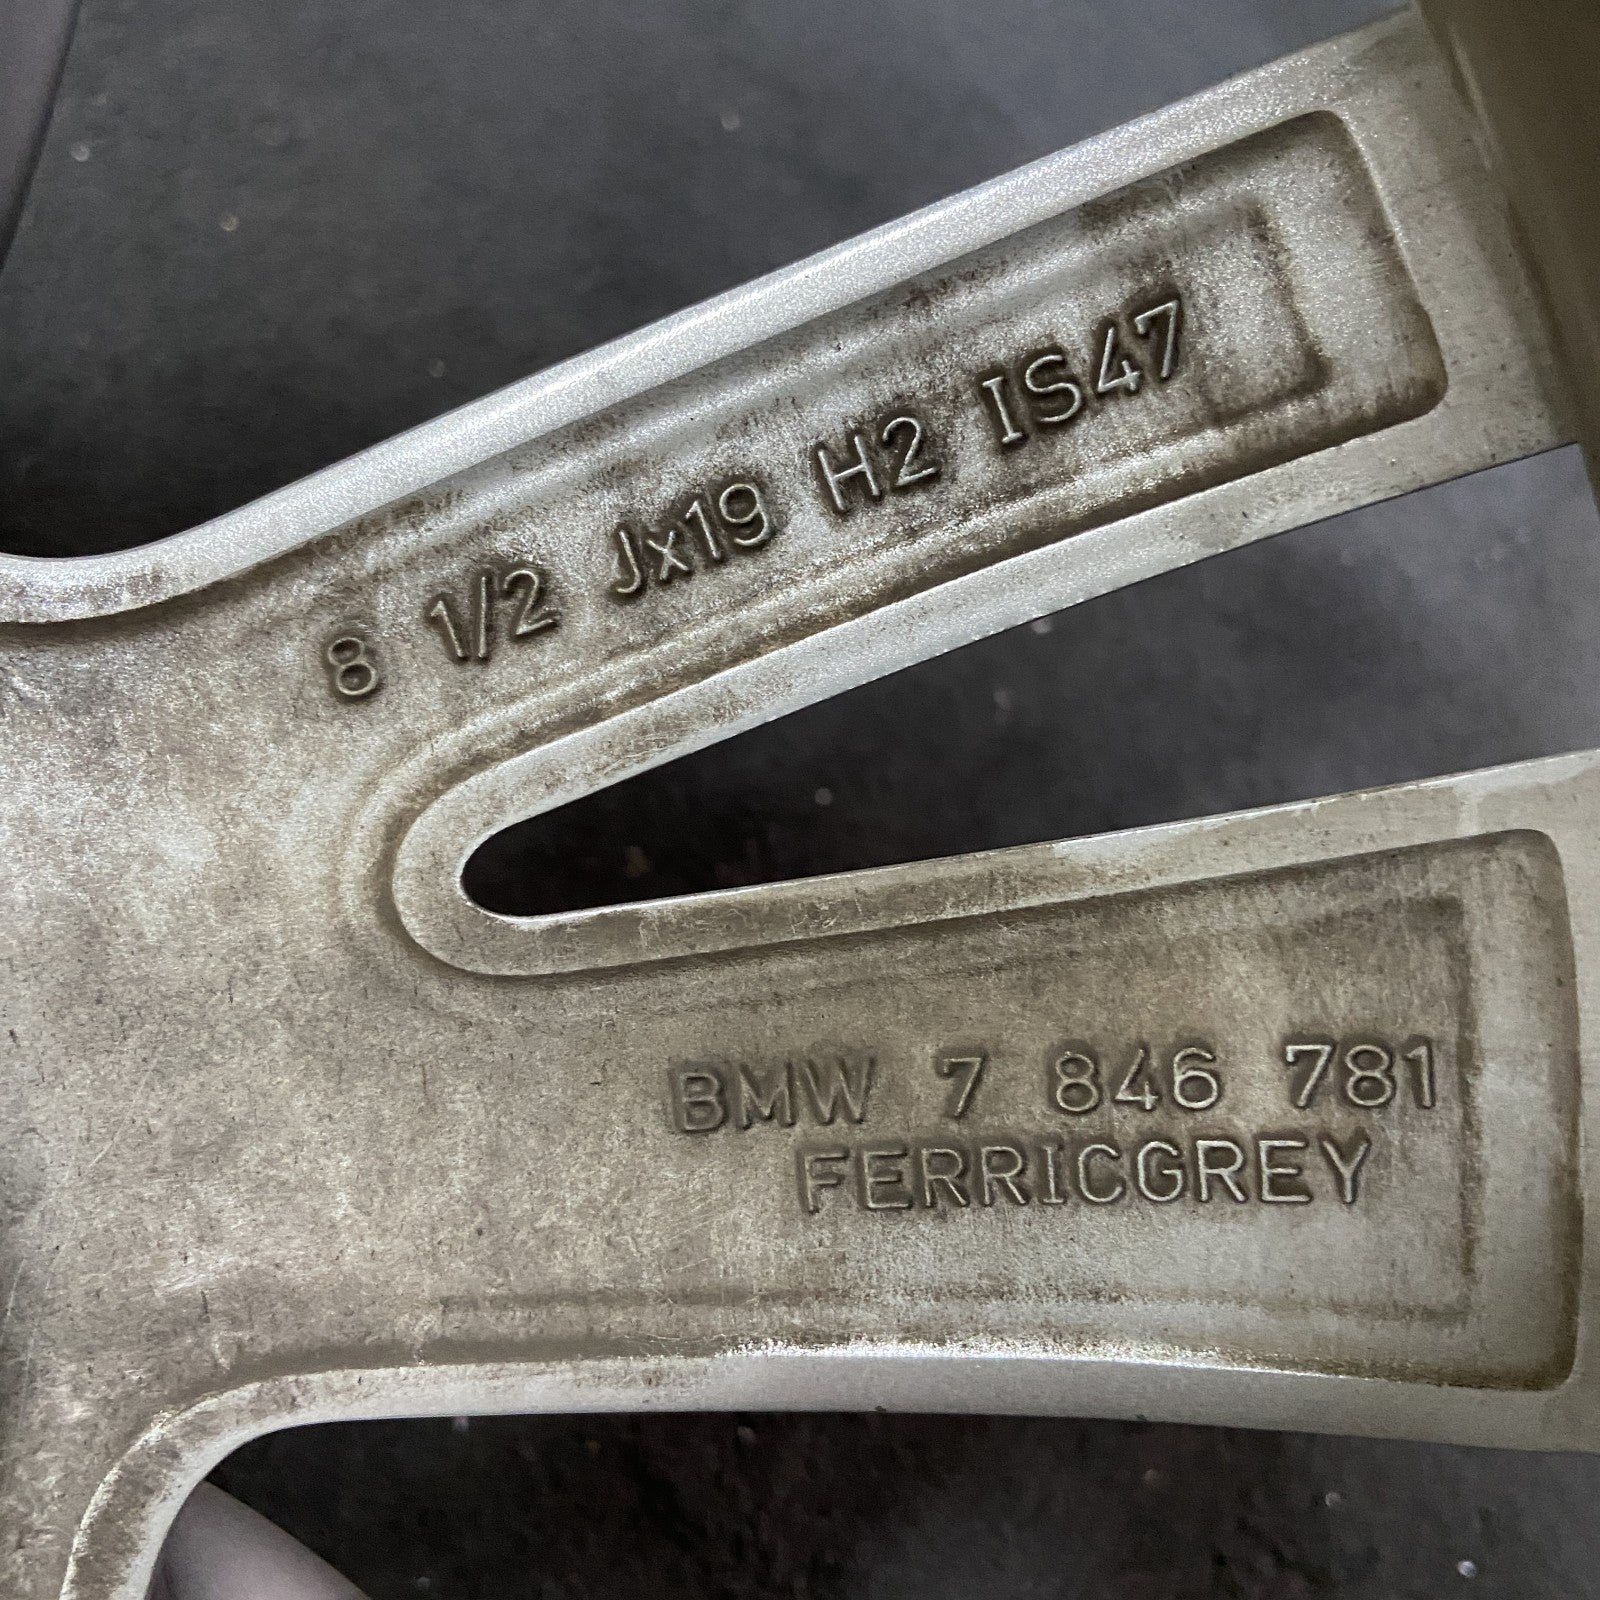 8 1/2 Jx19 H2 IS47
BMW 7 846 781
FERRICGREY